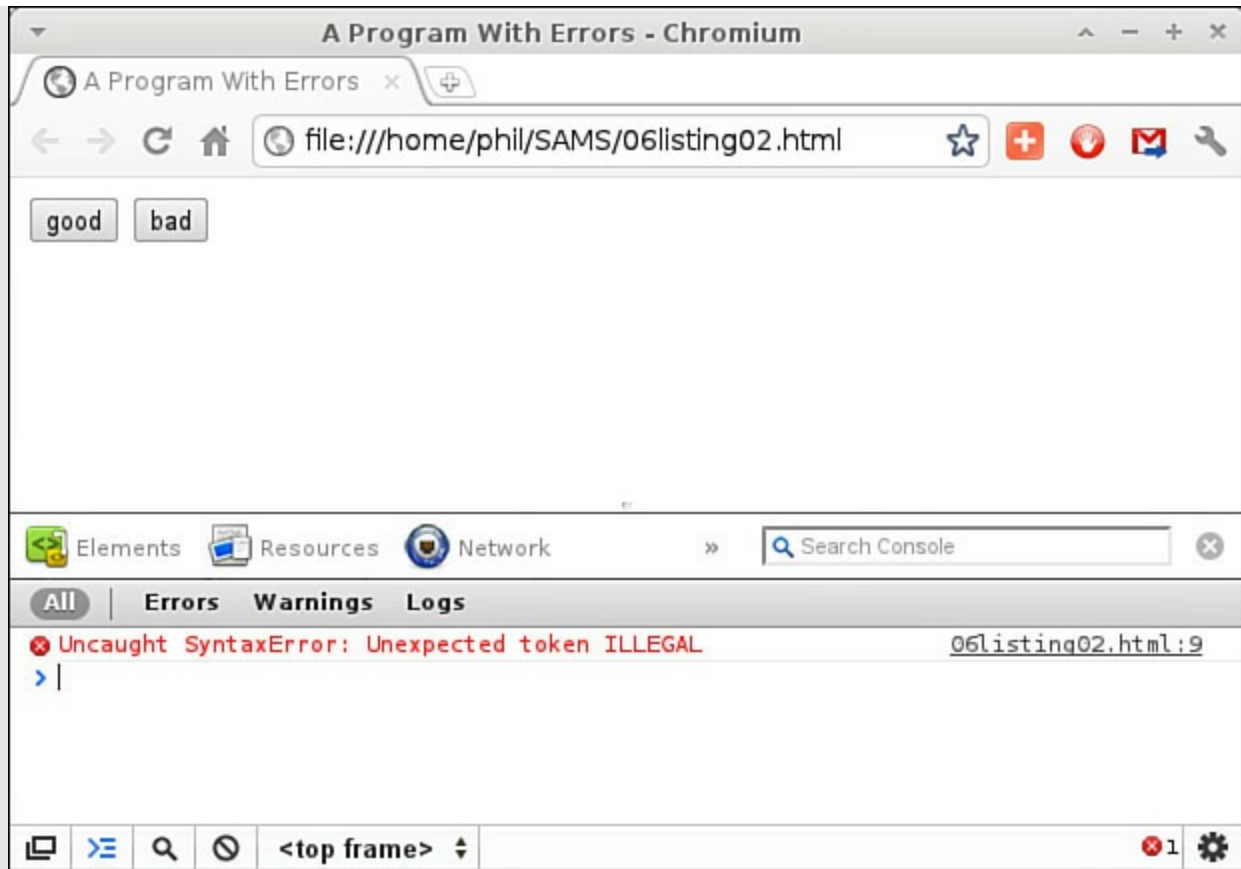 A Program With Errors - Chromium
A Program With Errors
file:///home/phil/SAMS/06listing02.html
good bad
Elements Resources Network » Search Console
All Errors Warnings Logs
Uncaught SyntaxError: Unexpected token ILLEGAL 06listing02.html:9
>
<top frame> 1